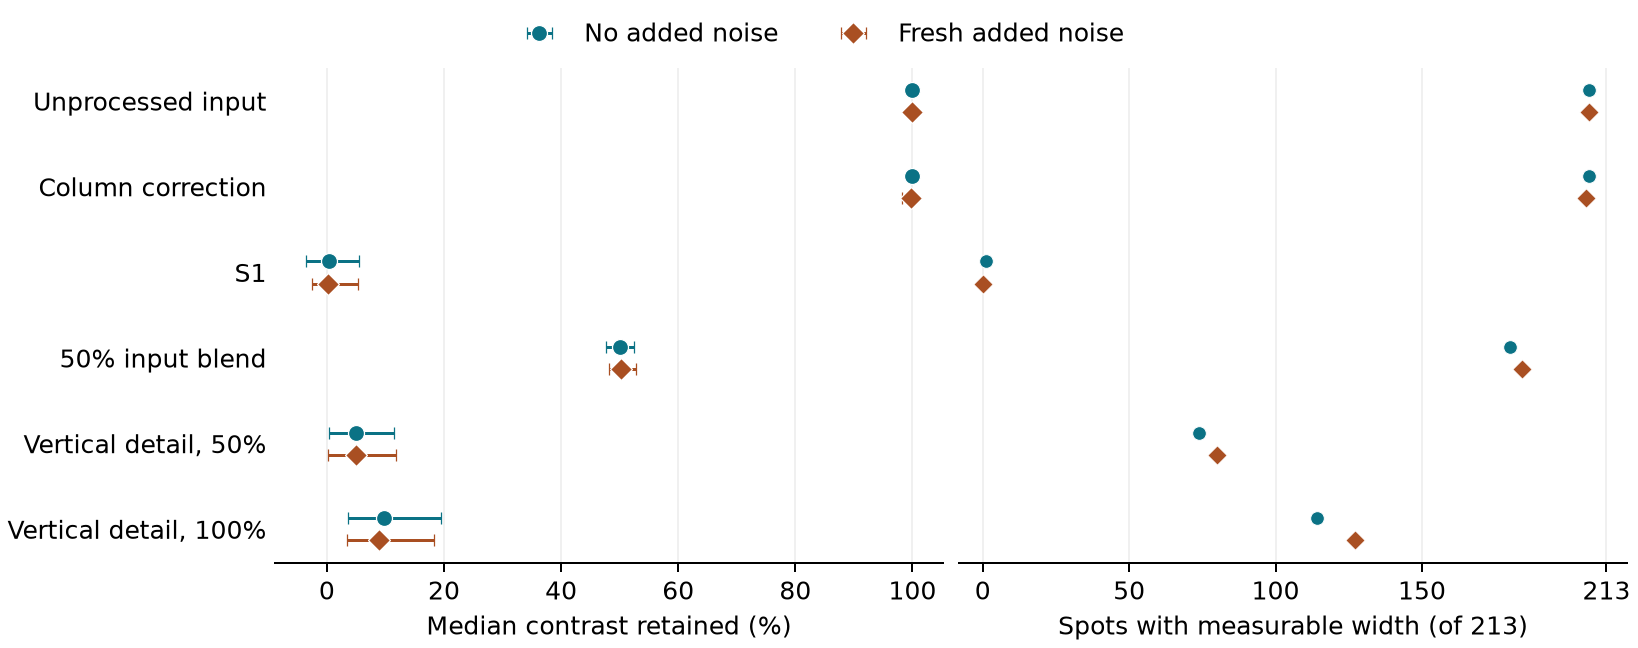 No added noise
Fresh added noise
Unprocessed input
Column correction
S1
50% input blend
Vertical detail, 50%
Vertical detail, 100%
0 20 40 60 80 100
0 50 100 150 213
Median contrast retained (%)
Spots with measurable width (of 213)